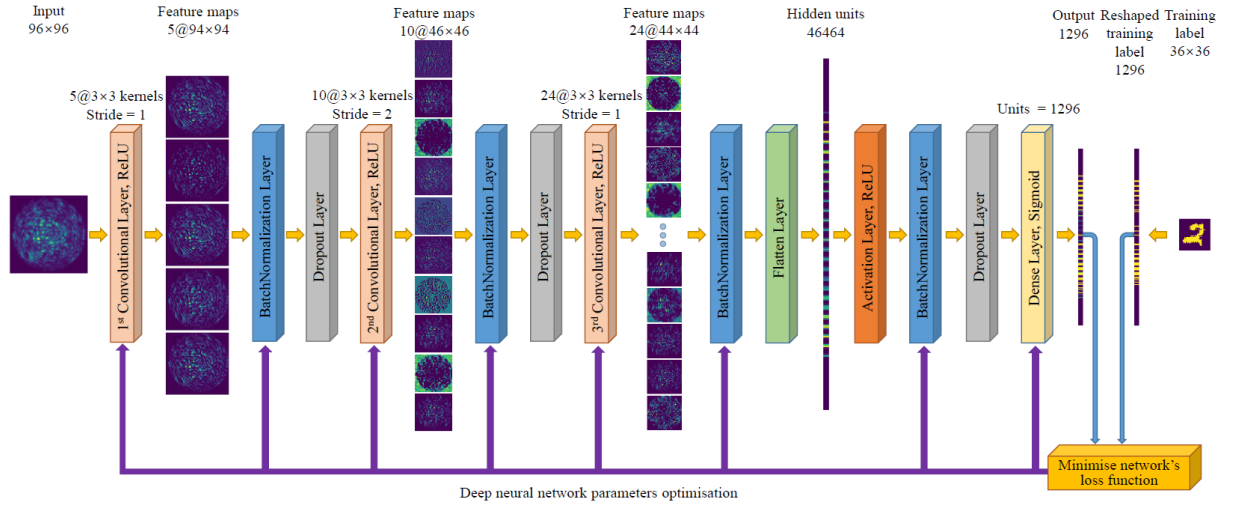 Input
96×96
Feature maps
5@94×94
Feature maps
10@46×46
Feature maps
24@44×44
Hidden units
46464
Output
1296
Reshaped
training
label
1296
Training
label
36×36
5@3×3 kernels
Stride = 1
10@3×3 kernels
Stride = 2
24@3×3 kernels
Stride = 1
Units = 1296
1st Convolutional Layer, ReLU
BatchNormalization Layer
Dropout Layer
2nd Convolutional Layer, ReLU
BatchNormalization Layer
Dropout Layer
3rd Convolutional Layer, ReLU
BatchNormalization Layer
Flatten Layer
Activation Layer, ReLU
BatchNormalization Layer
Dropout Layer
Dense Layer, Sigmoid
2
Minimise network's
loss function
Deep neural network parameters optimisation